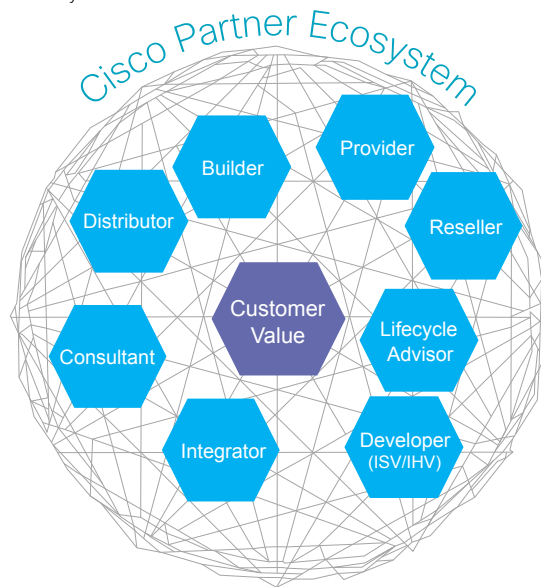 Cisco Partner Ecosystem
Provider
Builder
Distributor
Reseller
Customer
Value
Lifecycle
Advisor
Consultant
Integrator
Developer
(ISV/IHV)